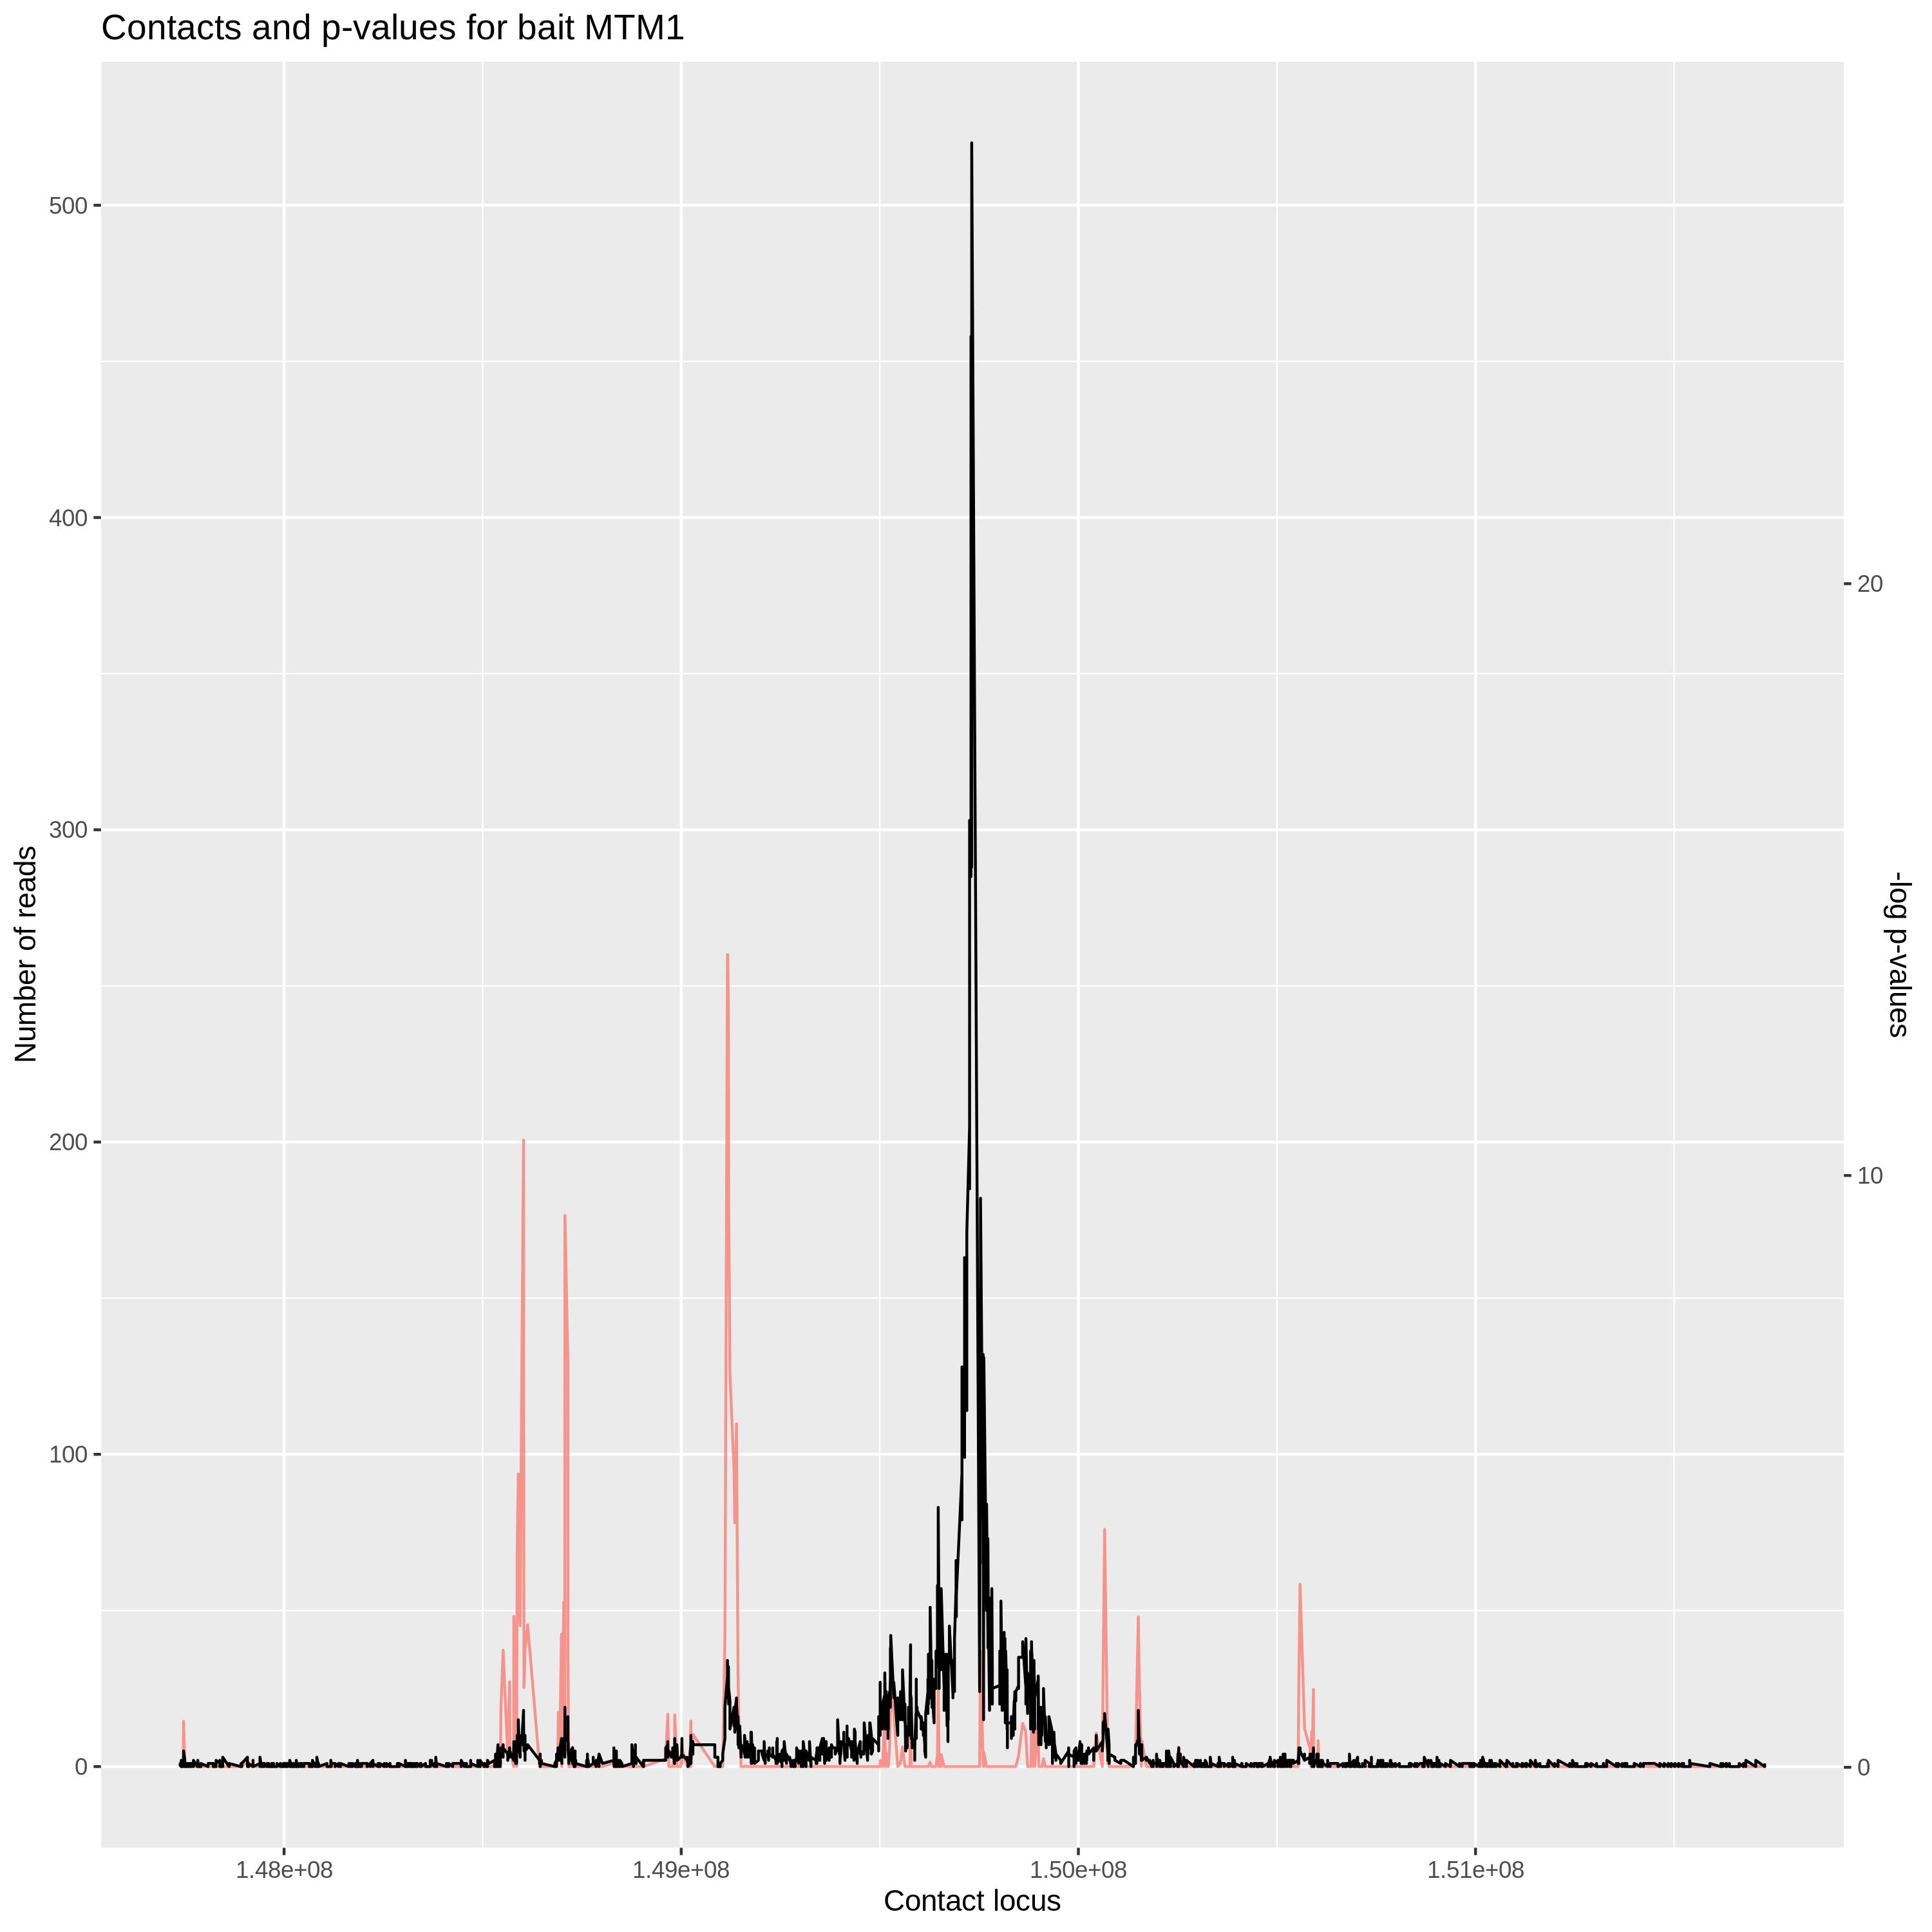 Contacts and p-values for bait MTM1
500
400
300
200
100
0
Number of reads
20
10
0
-log p-values
1.48e+08
1.49e+08
1.50e+08
1.51e+08
Contact locus